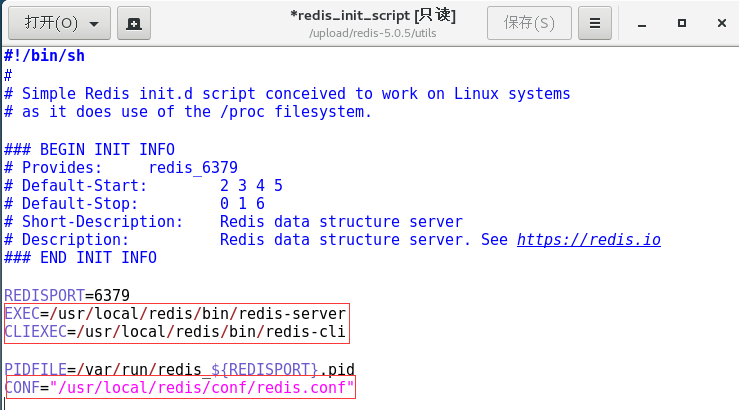 打开(O)
*redis_init_script [只读]
/upload/redis-5.0.5/utils
保存(S)
#!/bin/sh
#
# Simple Redis init.d script conceived to work on Linux systems
# as it does use of the /proc filesystem.
### BEGIN INIT INFO
# Provides:     redis_6379
# Default-Start:        2 3 4 5
# Default-Stop:         0 1 6
# Short-Description:    Redis data structure server
# Description:          Redis data structure server. See https://redis.io
### END INIT INFO
REDISPORT=6379
EXEC=/usr/local/redis/bin/redis-server
CLIEXEC=/usr/local/redis/bin/redis-cli
PIDFILE=/var/run/redis_${REDISPORT}.pid
CONF="/usr/local/redis/conf/redis.conf"